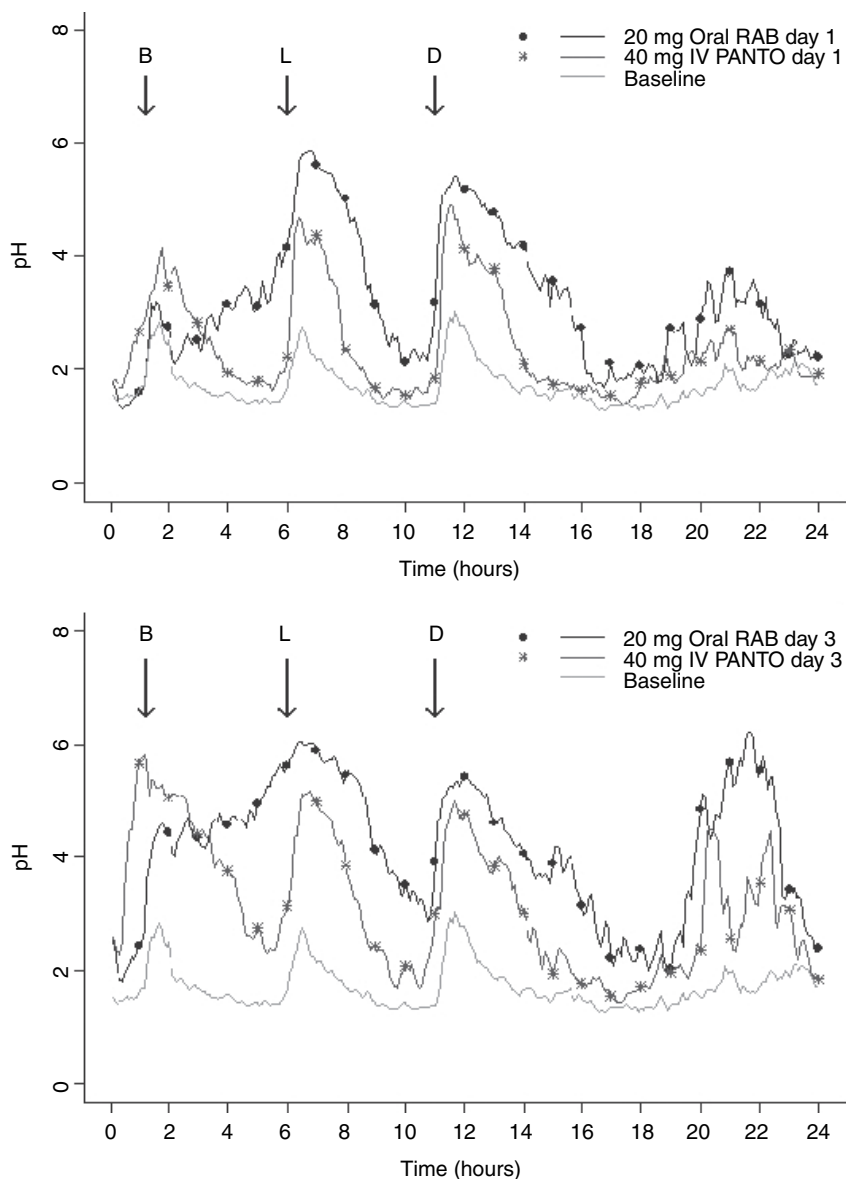 8
6
4
2
0
pH
B
L
D
20 mg Oral RAB day 1
40 mg IV PANTO day 1
Baseline
0 2 4 6 8 10 12 14 16 18 20 22 24
Time (hours)
8
6
4
2
0
pH
B
L
D
20 mg Oral RAB day 3
40 mg IV PANTO day 3
Baseline
0 2 4 6 8 10 12 14 16 18 20 22 24
Time (hours)